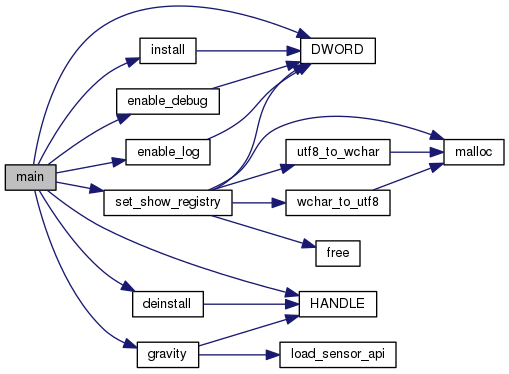 main
install
enable_debug
enable_log
set_show_registry
deinstall
gravity
DWORD
utf8_to_wchar
wchar_to_utf8
free
HANDLE
load_sensor_api
malloc